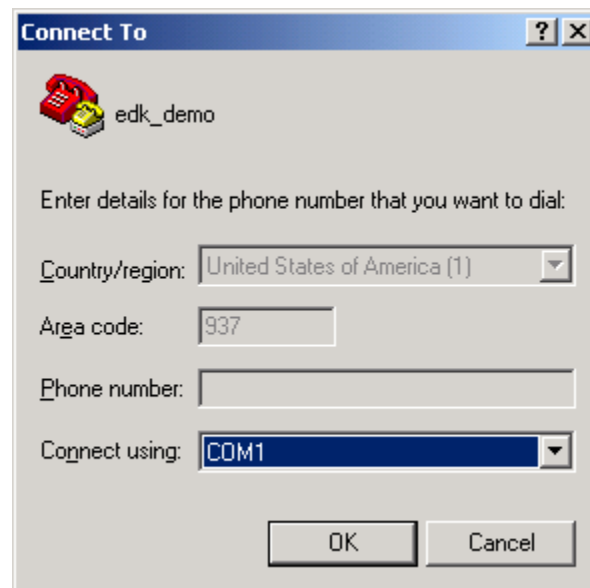 Connect To
edk_demo
Enter details for the phone number that you want to dial:
Country/region: United States of America (1)
Area code: 937
Phone number:
Connect using: COM1
OK Cancel